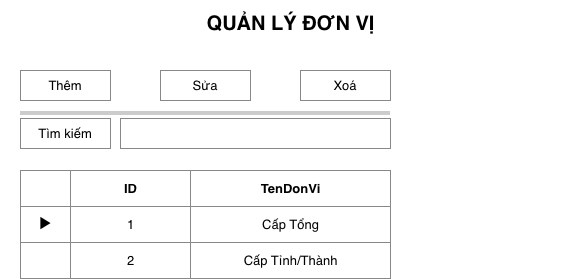 QUẢN LÝ ĐƠN VỊ
Thêm Sửa Xoá
Tìm kiếm
ID TenDonVi
1 Cấp Tổng
2 Cấp Tỉnh/Thành